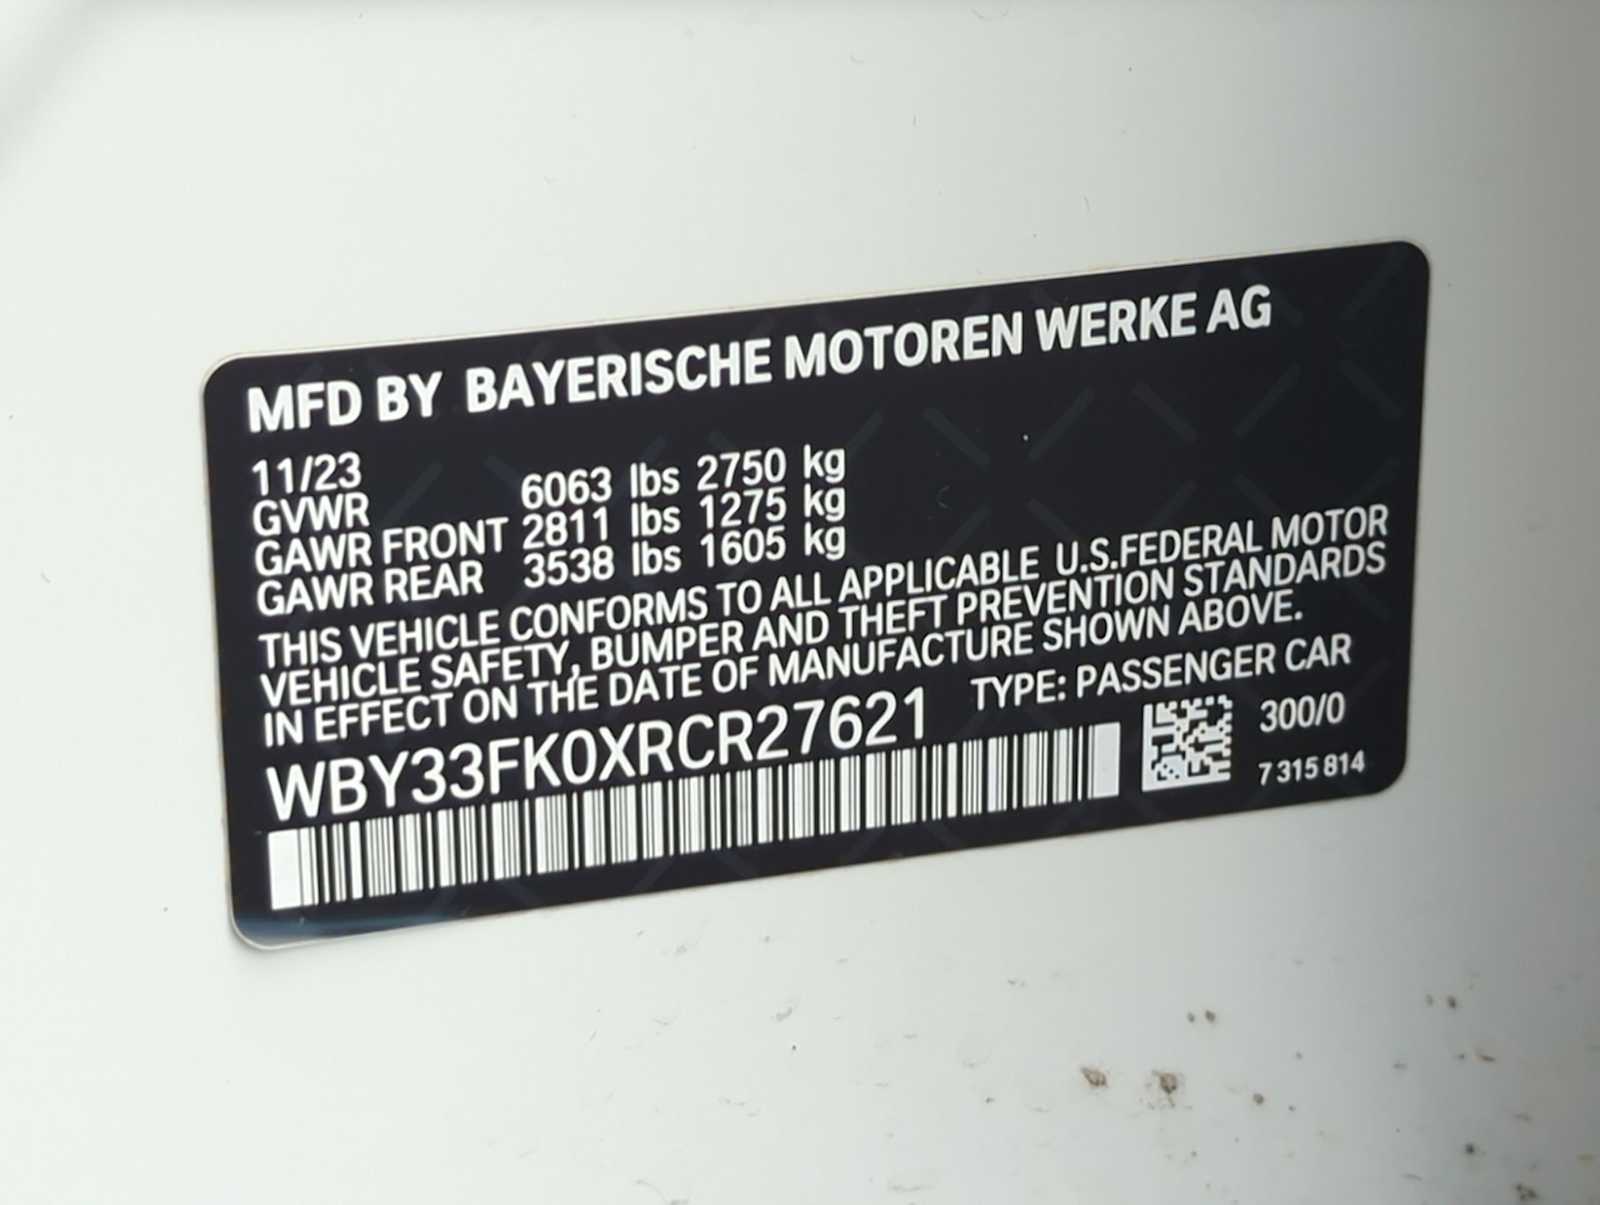 MFD BY BAYERISCHE MOTOREN WERKE AG
11/23
GVWR 6063 lbs 2750 kg
GAWR FRONT 2811 lbs 1275 kg
GAWR REAR 3538 lbs 1605 kg
THIS VEHICLE CONFORMS TO ALL APPLICABLE U.S.FEDERAL MOTOR
VEHICLE SAFETY, BUMPER AND THEFT PREVENTION STANDARDS
IN EFFECT ON THE DATE OF MANUFACTURE SHOWN ABOVE.
WBY33FK0XRCR27621 TYPE: PASSENGER CAR
300/0
7 315 814